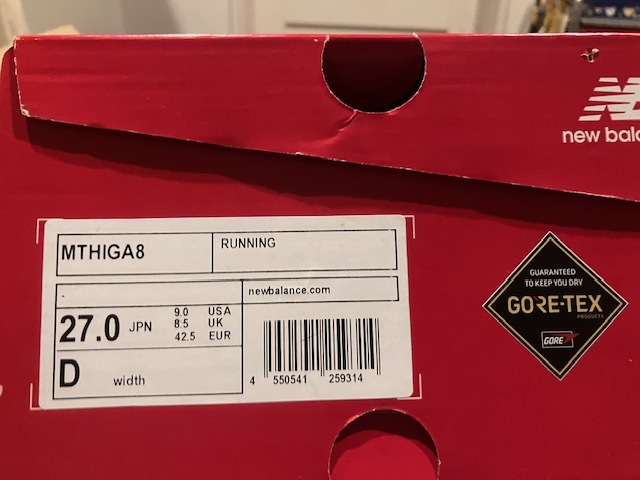 new bala
MTHIGA8
RUNNING
newbalance.com
27.0 JPN
9.0 USA
8.5 UK
42.5 EUR
D width
4 550541 259314
GUARANTEED
TO KEEP YOU DRY
GORE-TEX
PRODUCTS
GORE